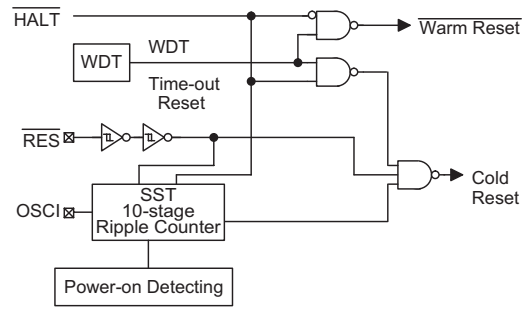 HALT
Warm Reset
WDT
WDT
Time-out
Reset
RES
Cold
Reset
OSCI
SST
10-stage
Ripple Counter
Power-on Detecting